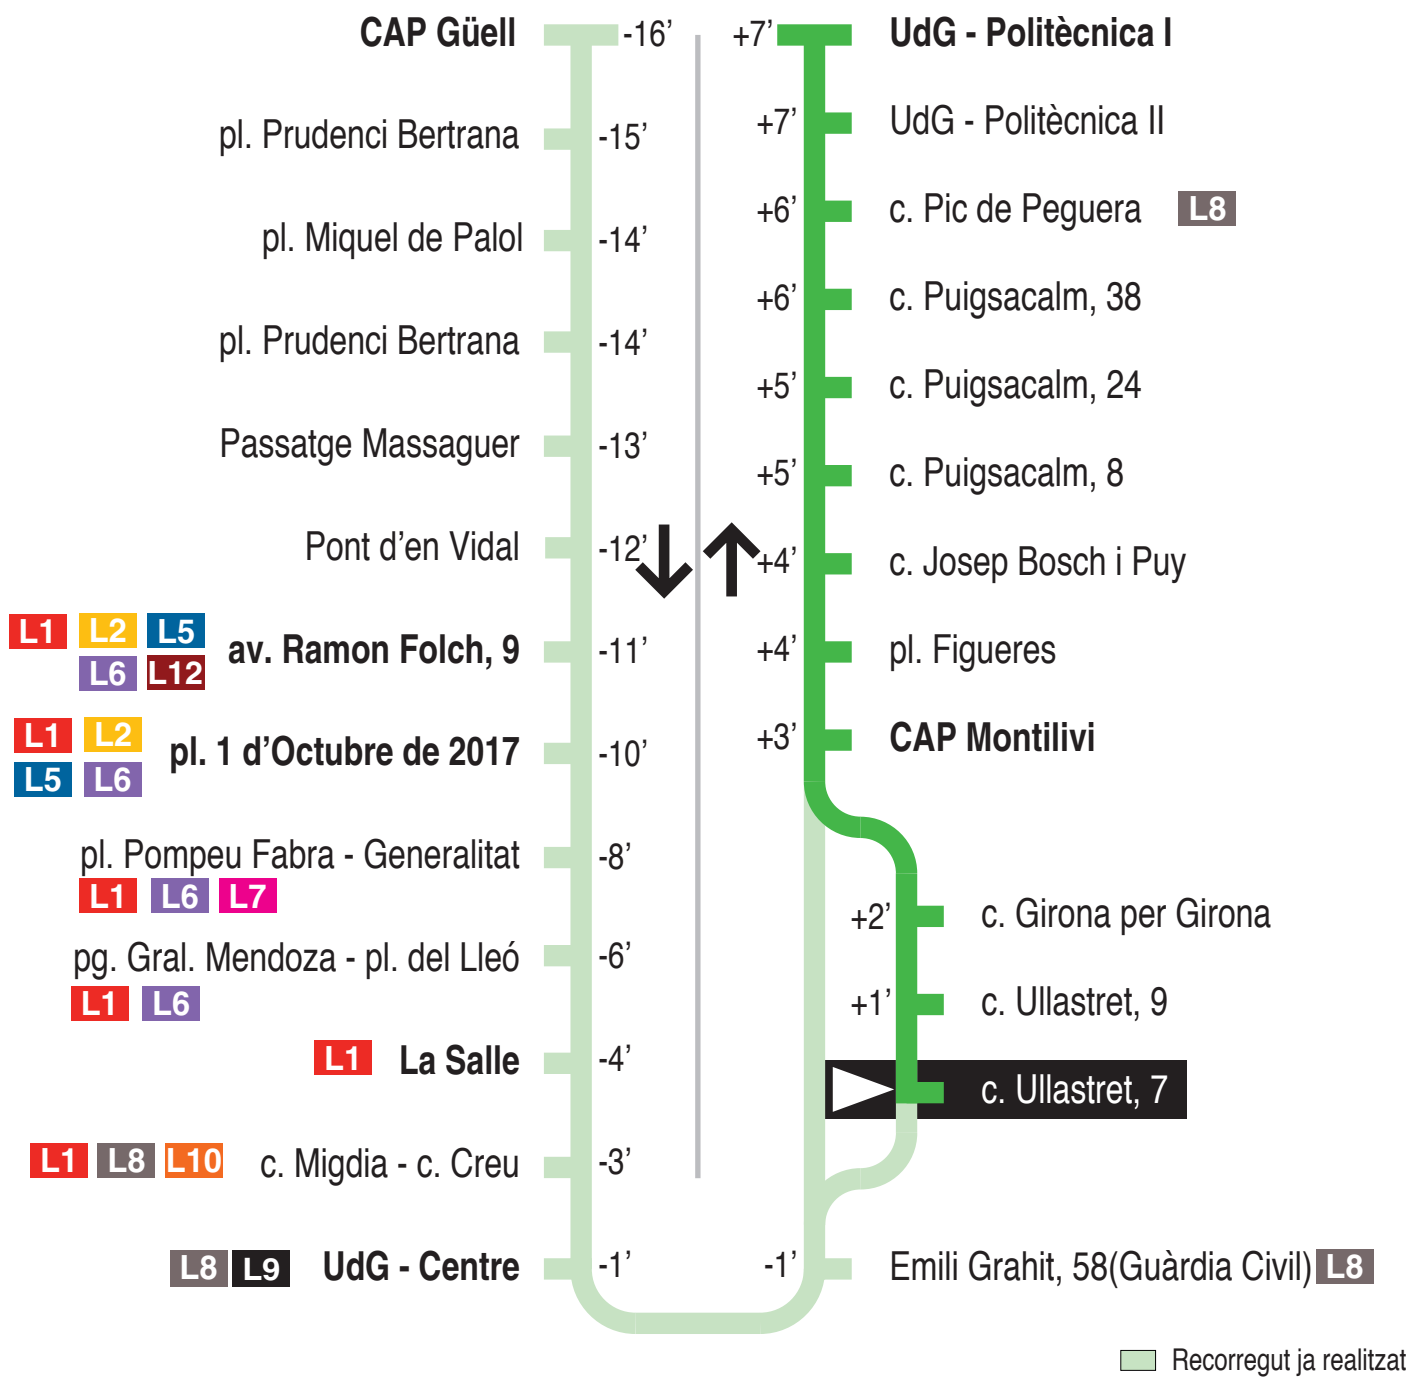 CAP Güell -16’
pl. Prudenci Bertrana -15’
pl. Miquel de Palol -14’
pl. Prudenci Bertrana -14’
Passatge Massaguer -13’
Pont d’en Vidal -12’
L1 L2 L5
L6 L12
av. Ramon Folch, 9 -11’
L1 L2
L5 L6
pl. 1 d’Octubre de 2017 -10’
pl. Pompeu Fabra - Generalitat -8’
L1 L6 L7
pg. Gral. Mendoza - pl. del Lleó -6’
L1 L6
L1 La Salle -4’
L1 L8 L10 c. Migdia - c. Creu -3’
L8 L9 UdG - Centre -1’
+7’ UdG - Politècnica I
+7’ UdG - Politècnica II
+6’ c. Pic de Peguera L8
+6’ c. Puigsacalm, 38
+5’ c. Puigsacalm, 24
+5’ c. Puigsacalm, 8
+4’ c. Josep Bosch i Puy
+4’ pl. Figueres
+3’ CAP Montilivi
+2’ c. Girona per Girona
+1’ c. Ullastret, 9
c. Ullastret, 7
-1’ Emili Grahit, 58(Guàrdia Civil) L8
Recorregut ja realitzat